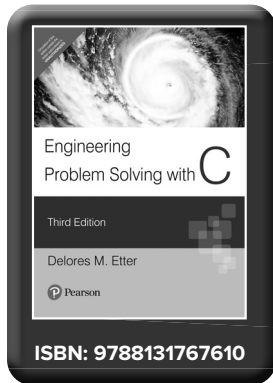 Engineering
Problem Solving with C
Third Edition
Delores M. Etter
Pearson
ISBN: 9788131767610